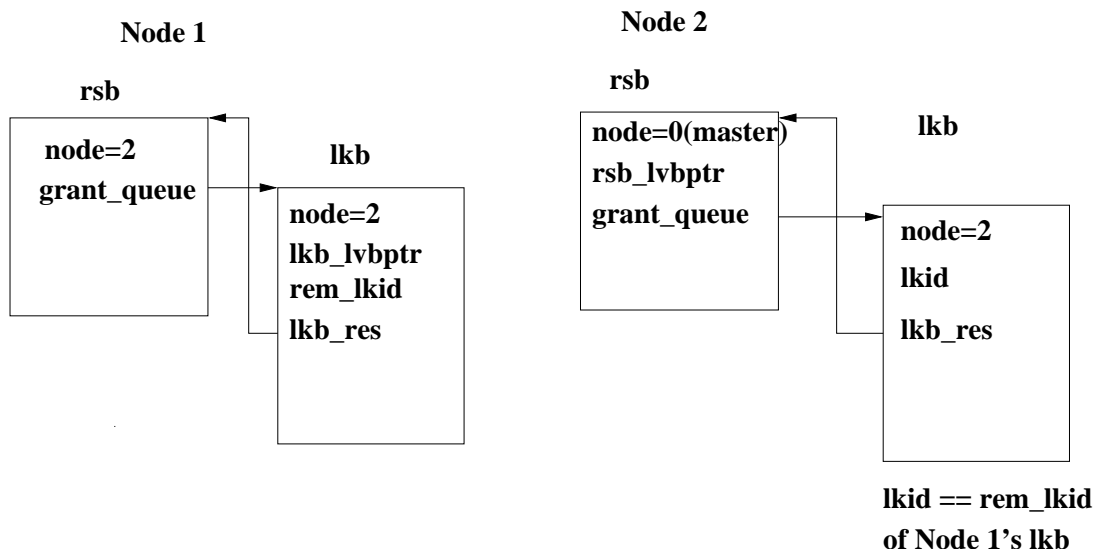 Node 1
rsb
node=2
grant_queue
lkb
node=2
lkb_lvbptr
rem_lkid
lkb_res
Node 2
rsb
node=0(master)
rsb_lvbptr
grant_queue
lkb
node=2
lkid
lkb_res
lkid == rem_lkid
of Node 1's lkb